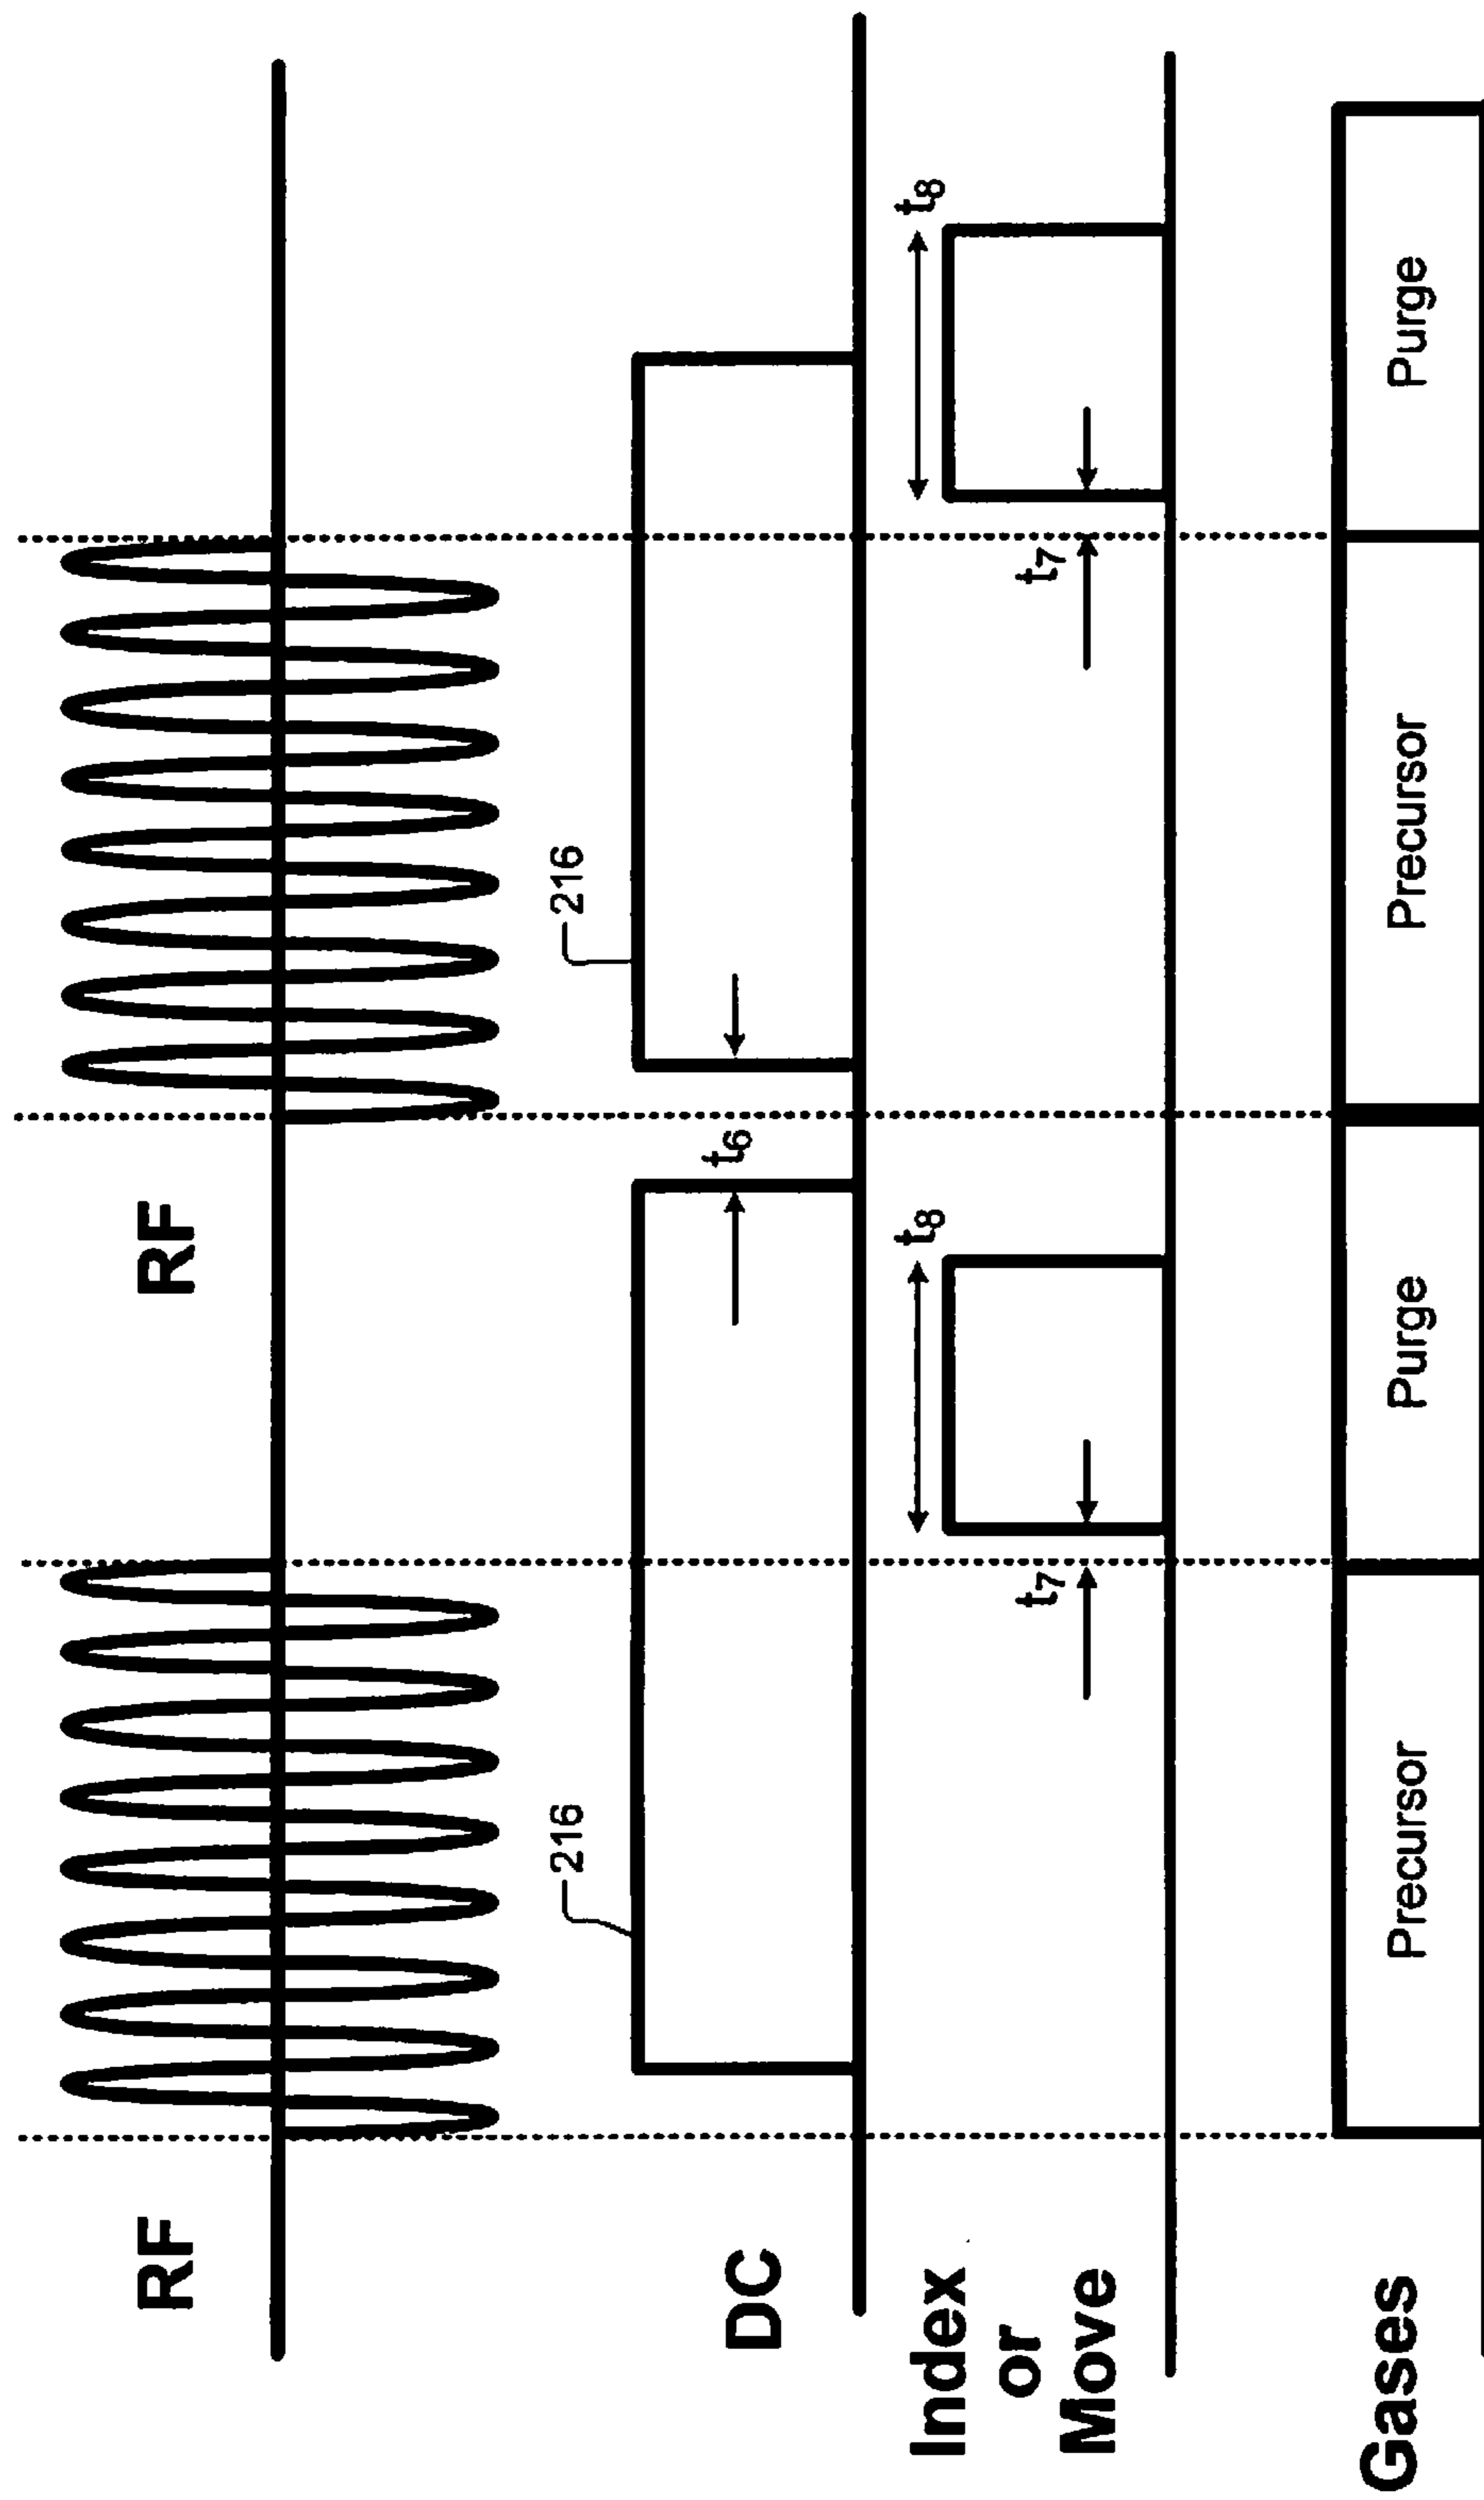 RF
RF
216
216
DC
t6
Index
or
Move
t8
t8
t7
t7
Gases
Precursor
Purge
Precursor
Purge